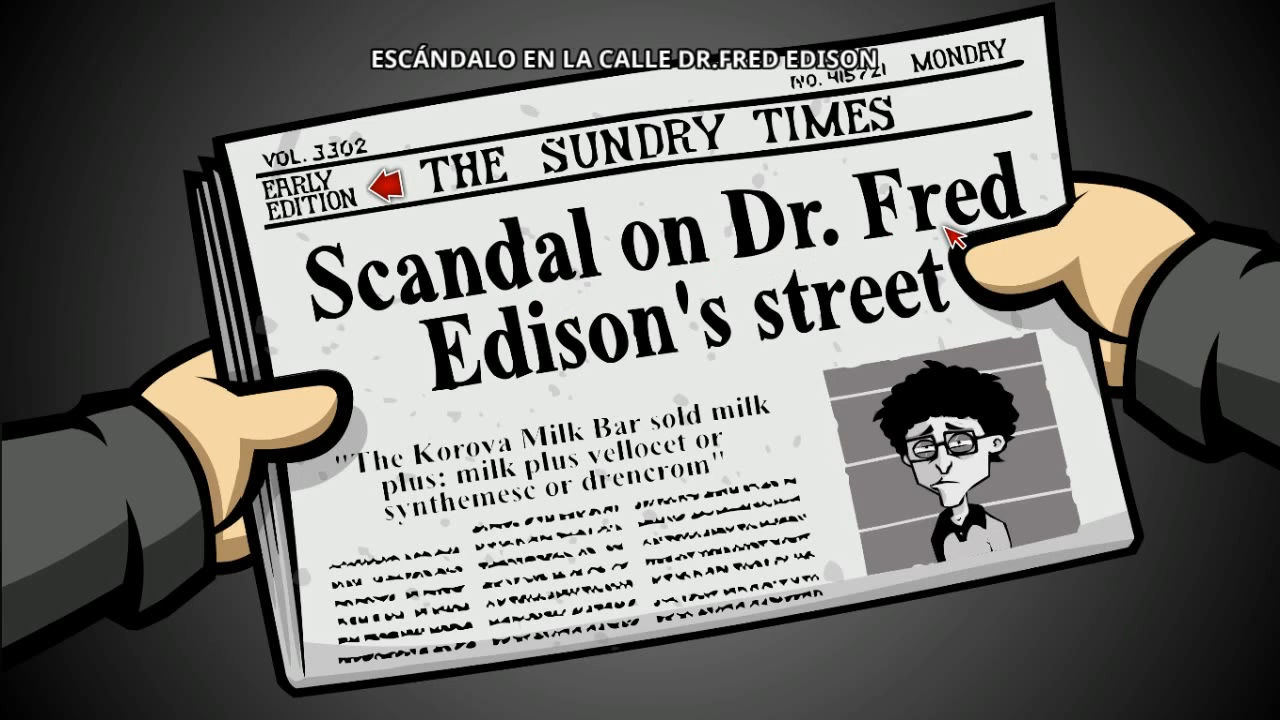 ESCÁNDALO EN LA CALLE DR.FRED EDISON
NO. 415721 MONDAY
VOL. 3302
EARLY
EDITION
THE SUNDRY TIMES
Scandal on Dr. Fred
Edison's street
"The Korova Milk Bar sold milk
plus: milk plus vellocet or
synthemesc or drencrom"